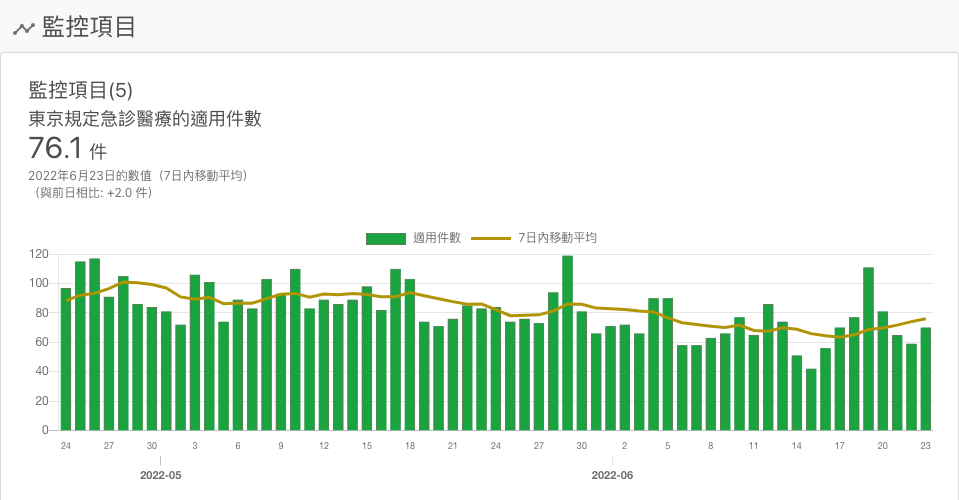 監控項目
監控項目(5)
東京規定急診醫療的適用件數
76.1 件
2022年6月23日的數值（7日內移動平均）
（與前日相比: +2.0 件）
適用件數 7日內移動平均
120
100
80
60
40
20
0
24 27 30 3 6 9 12 15 18 21 24 27 30 2 5 8 11 14 17 20 23
2022-05 2022-06